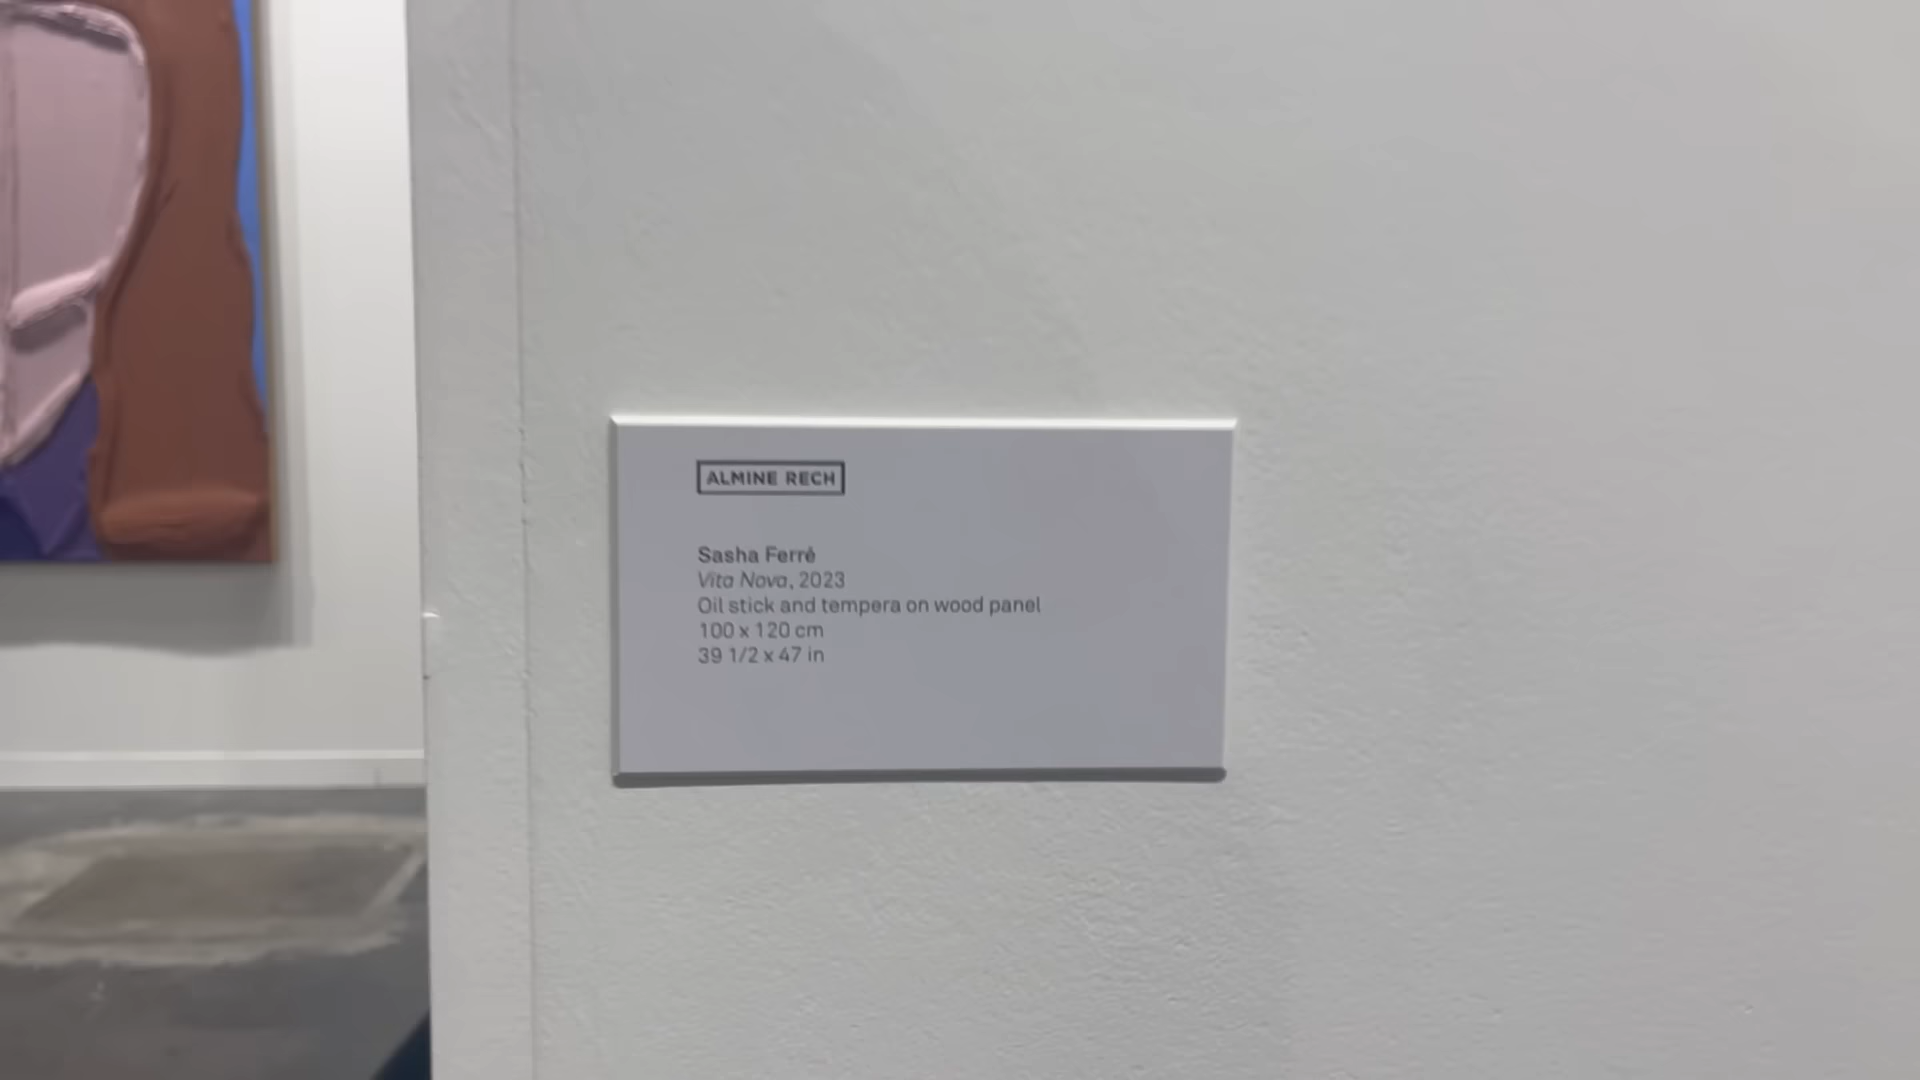 ALMINE RECH
Sasha Ferré
Vita Nova, 2023
Oil stick and tempera on wood panel
100 x 120 cm
39 1/2 x 47 in